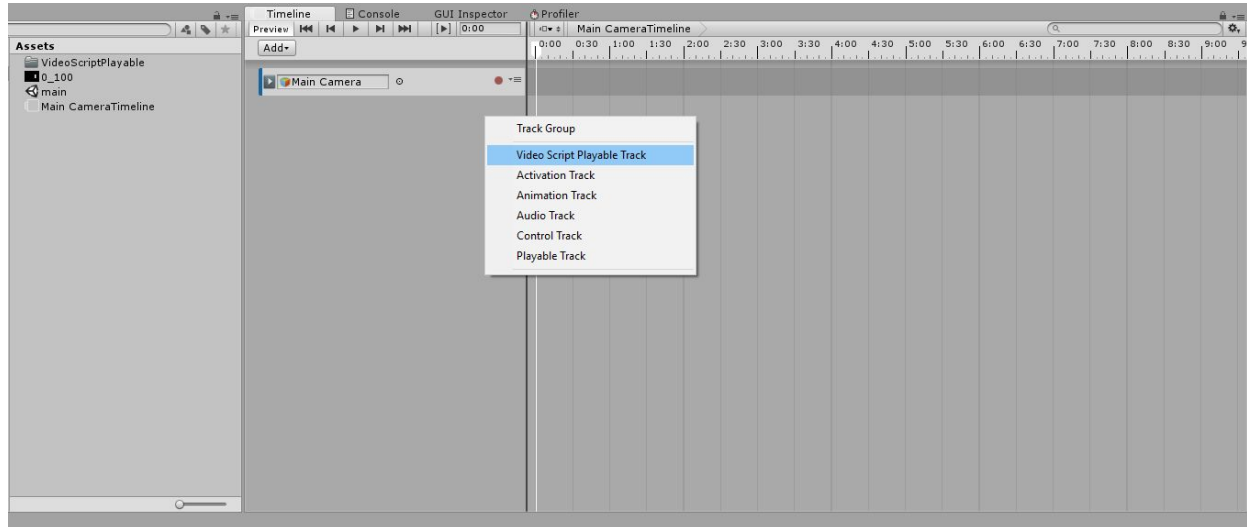 Timeline
Console
GUI Inspector
Profiler
Preview
0:00
Main CameraTimeline
Assets
Add
0:00 0:30 1:00 1:30 2:00 2:30 3:00 3:30 4:00 4:30 5:00 5:30 6:00 6:30 7:00 7:30 8:00 8:30 9:00 9
VideoScriptPlayable
0_100
main
Main CameraTimeline
Main Camera
Track Group
Video Script Playable Track
Activation Track
Animation Track
Audio Track
Control Track
Playable Track